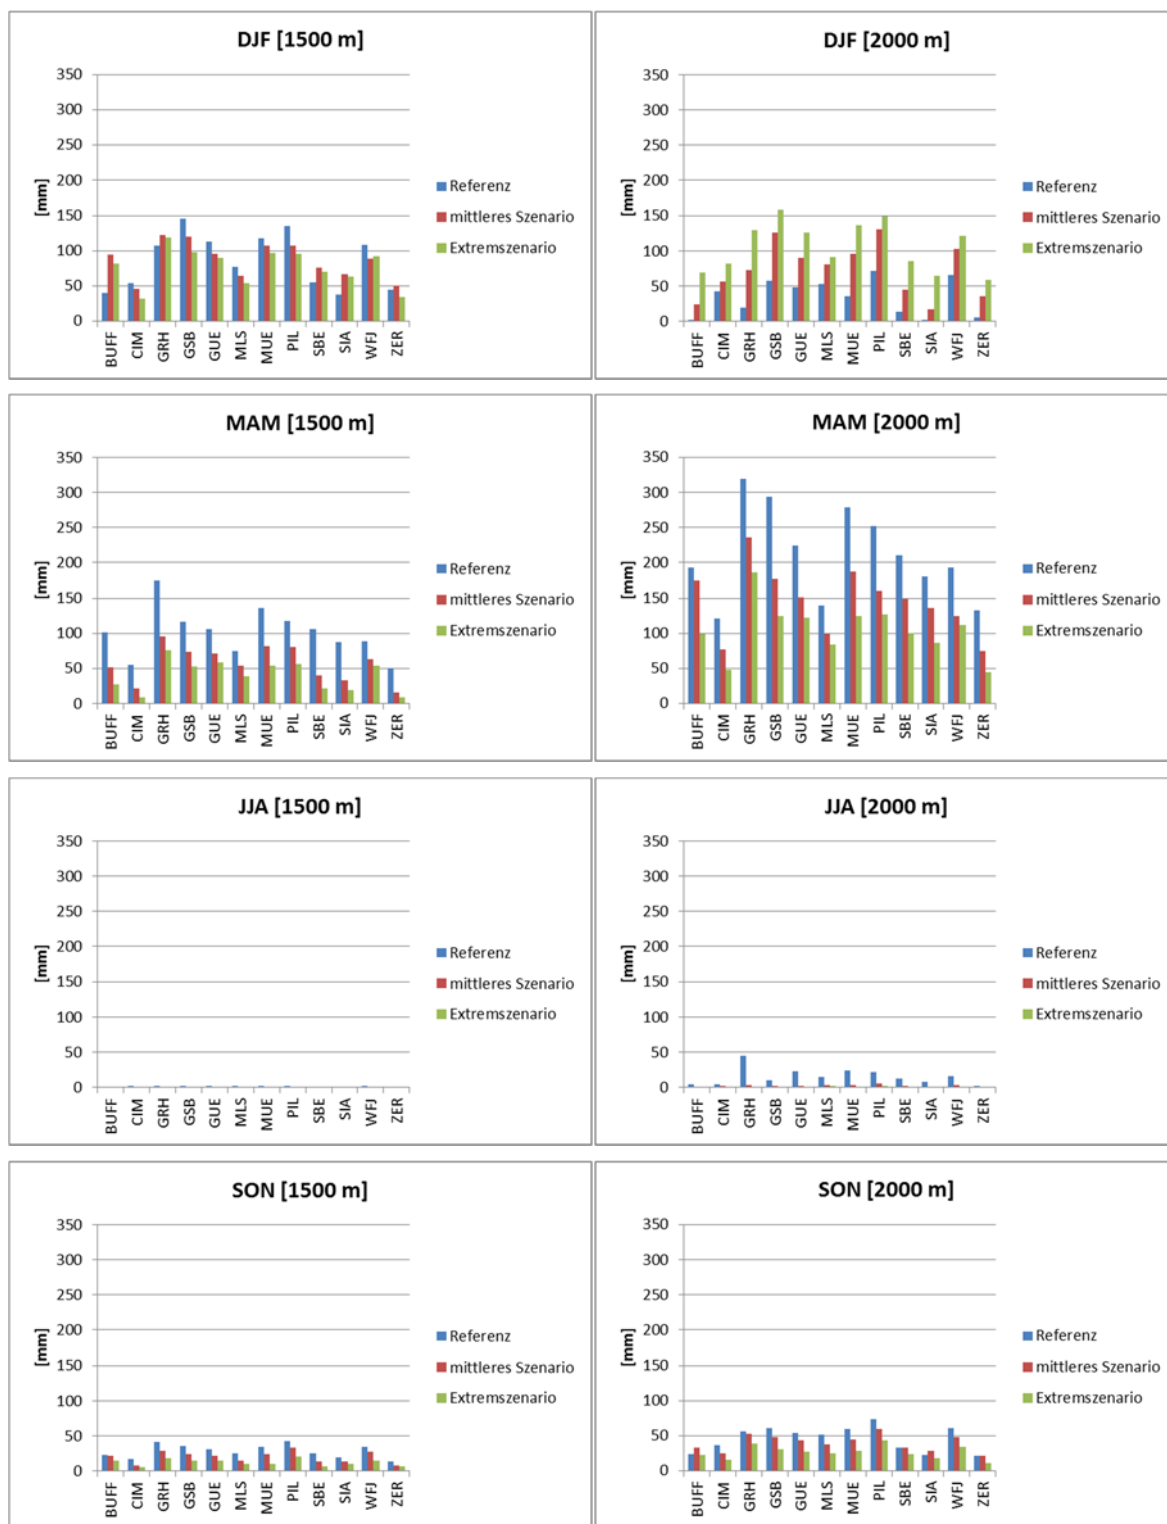 DJF [1500 m]
350
300
250
200
150
100
50
0
[mm]
BUFF
CIM
GRH
GSB
GUE
MLS
MUE
PIL
SBE
SIA
WFJ
ZER
Referenz
mittleres Szenario
Extremszenario
DJF [2000 m]
350
300
250
200
150
100
50
0
[mm]
BUFF
CIM
GRH
GSB
GUE
MLS
MUE
PIL
SBE
SIA
WFJ
ZER
Referenz
mittleres Szenario
Extremszenario
MAM [1500 m]
350
300
250
200
150
100
50
0
[mm]
BUFF
CIM
GRH
GSB
GUE
MLS
MUE
PIL
SBE
SIA
WFJ
ZER
Referenz
mittleres Szenario
Extremszenario
MAM [2000 m]
350
300
250
200
150
100
50
0
[mm]
BUFF
CIM
GRH
GSB
GUE
MLS
MUE
PIL
SBE
SIA
WFJ
ZER
Referenz
mittleres Szenario
Extremszenario
JJA [1500 m]
350
300
250
200
150
100
50
0
[mm]
BUFF
CIM
GRH
GSB
GUE
MLS
MUE
PIL
SBE
SIA
WFJ
ZER
Referenz
mittleres Szenario
Extremszenario
JJA [2000 m]
350
300
250
200
150
100
50
0
[mm]
BUFF
CIM
GRH
GSB
GUE
MLS
MUE
PIL
SBE
SIA
WFJ
ZER
Referenz
mittleres Szenario
Extremszenario
SON [1500 m]
350
300
250
200
150
100
50
0
[mm]
BUFF
CIM
GRH
GSB
GUE
MLS
MUE
PIL
SBE
SIA
WFJ
ZER
Referenz
mittleres Szenario
Extremszenario
SON [2000 m]
350
300
250
200
150
100
50
0
[mm]
BUFF
CIM
GRH
GSB
GUE
MLS
MUE
PIL
SBE
SIA
WFJ
ZER
Referenz
mittleres Szenario
Extremszenario